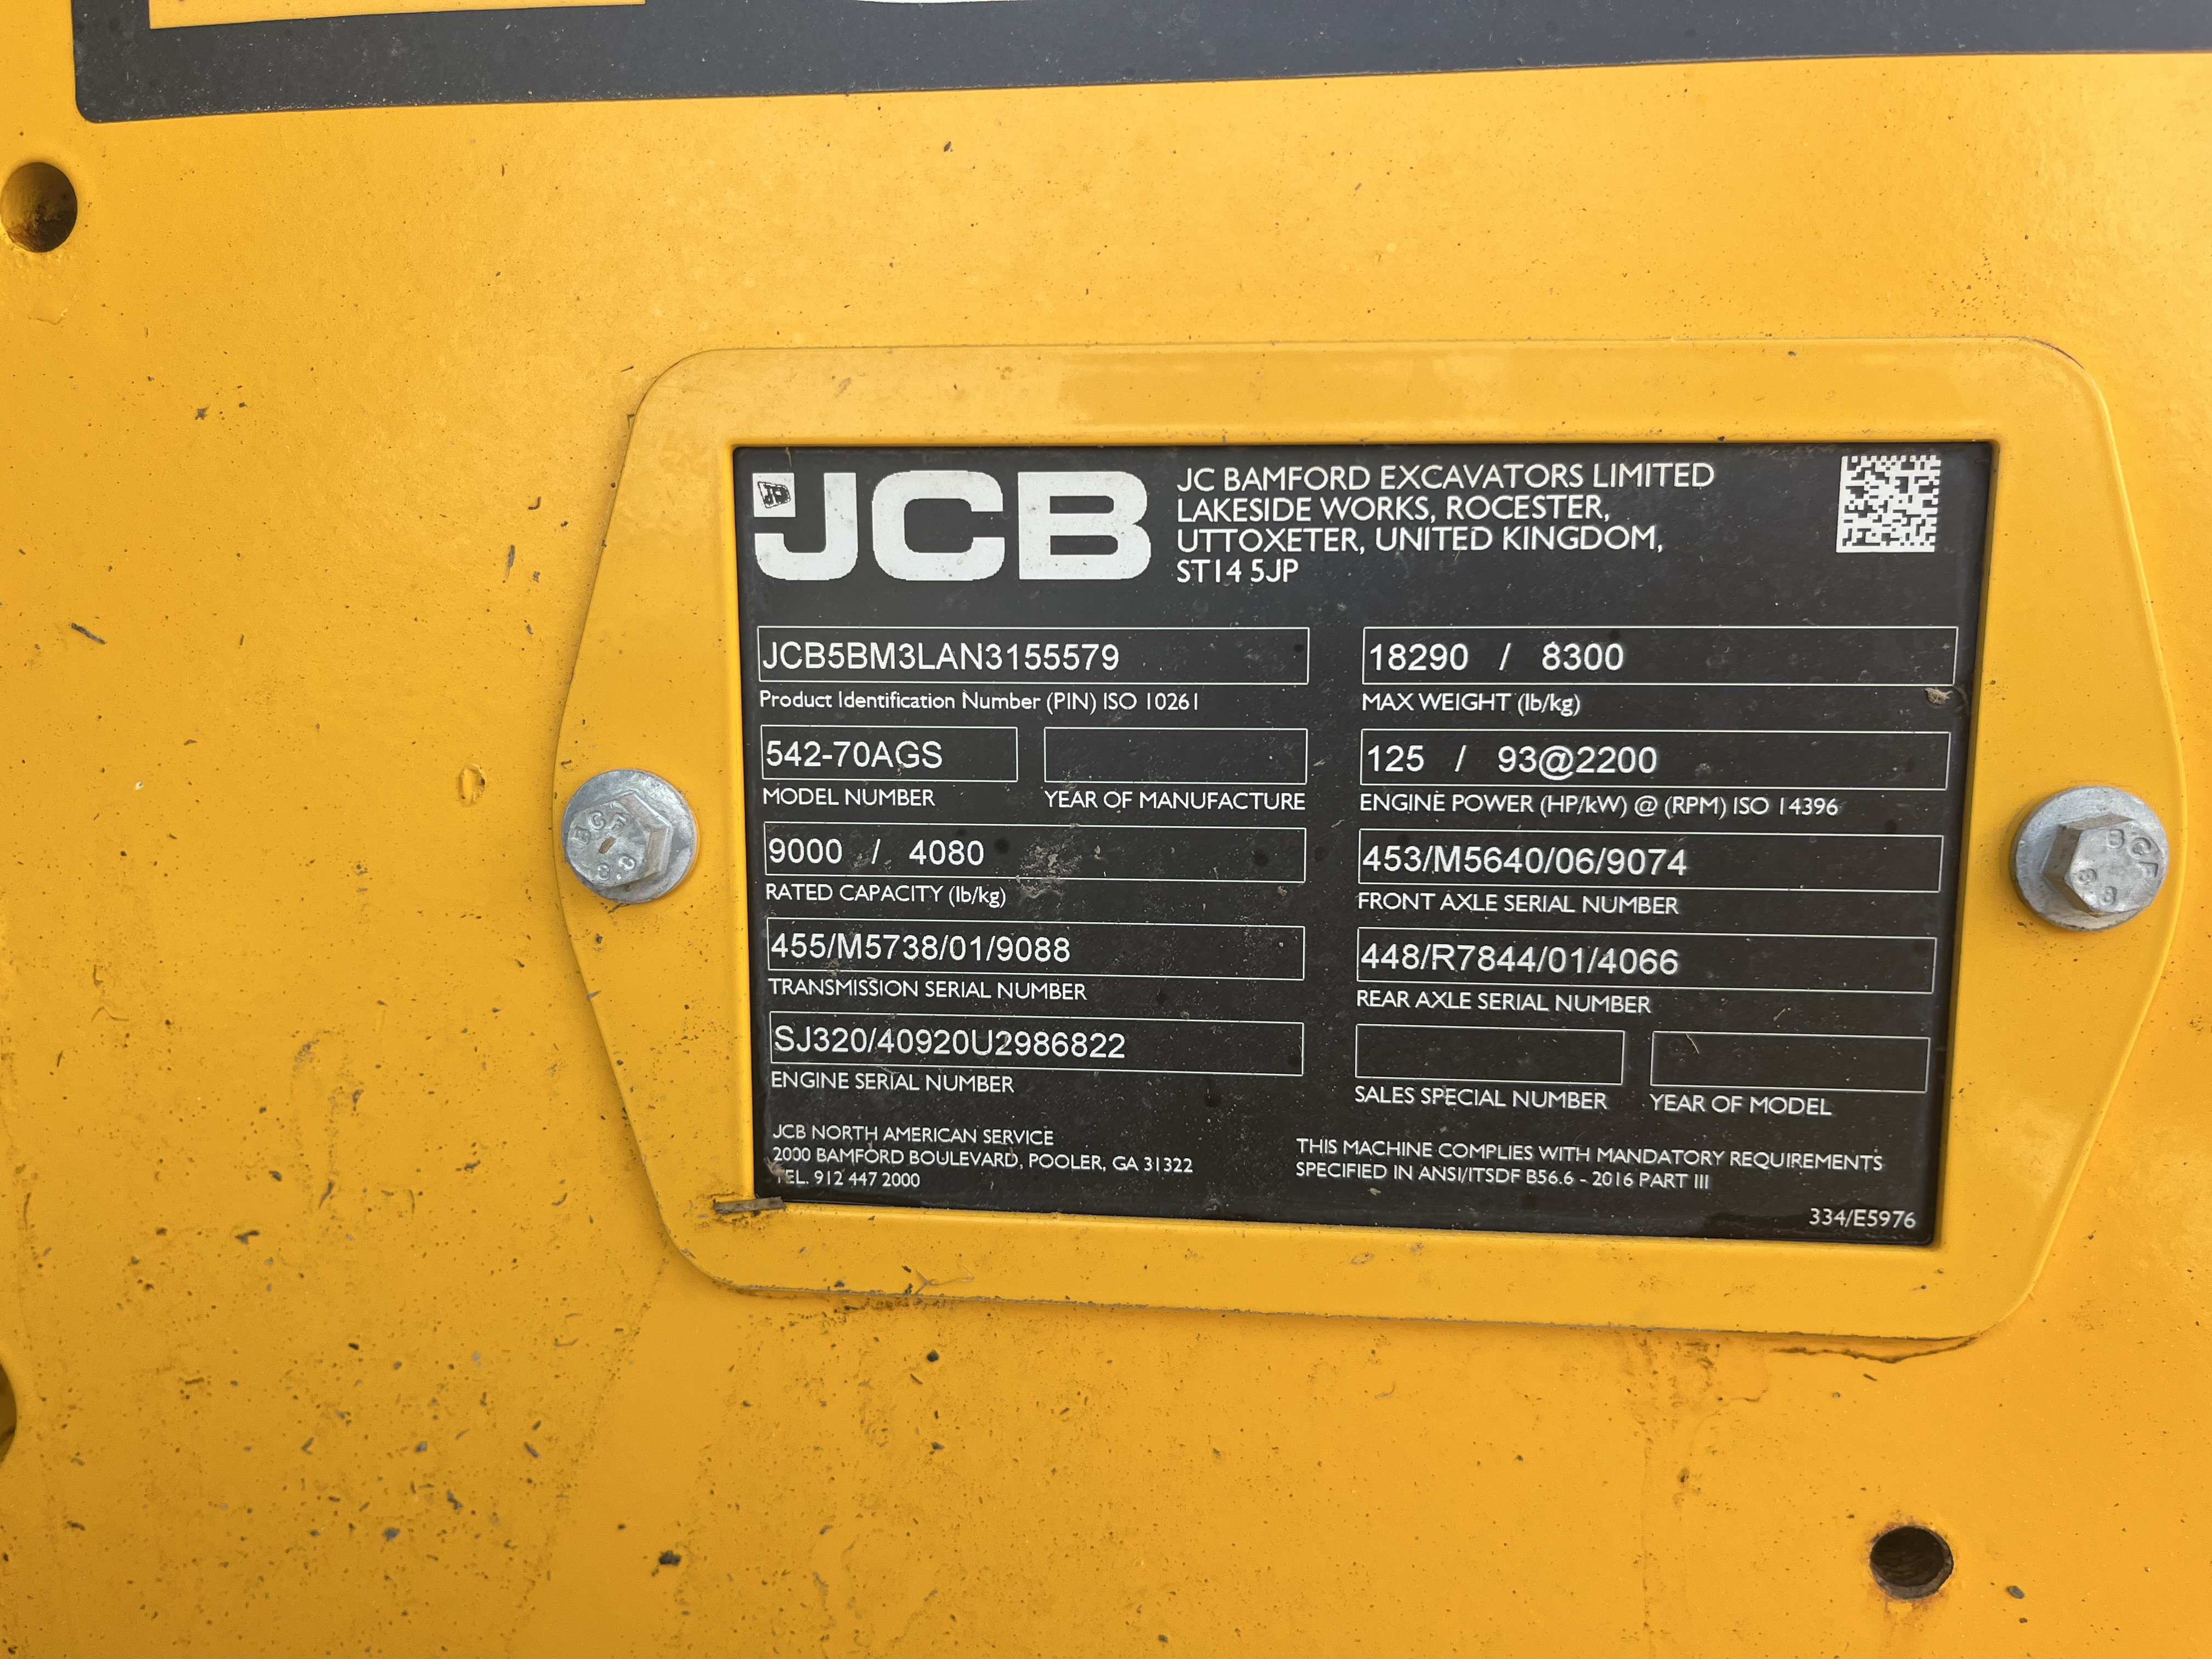 JCB
JC BAMFORD EXCAVATORS LIMITED
LAKESIDE WORKS, ROCESTER,
UTTOXETER, UNITED KINGDOM,
ST14 5JP
JCB5BM3LAN3155579
Product Identification Number (PIN) ISO 10261
18290 / 8300
MAX WEIGHT (lb/kg)
542-70AGS
MODEL NUMBER
YEAR OF MANUFACTURE
125 / 93@2200
ENGINE POWER (HP/kW) @ (RPM) ISO 14396
9000 / 4080
RATED CAPACITY (lb/kg)
453/M5640/06/9074
FRONT AXLE SERIAL NUMBER
455/M5738/01/9088
TRANSMISSION SERIAL NUMBER
448/R7844/01/4066
REAR AXLE SERIAL NUMBER
SJ320/40920U2986822
ENGINE SERIAL NUMBER
SALES SPECIAL NUMBER
YEAR OF MODEL
JCB NORTH AMERICAN SERVICE
2000 BAMFORD BOULEVARD, POOLER, GA 31322
TEL. 912 447 2000
THIS MACHINE COMPLIES WITH MANDATORY REQUIREMENTS
SPECIFIED IN ANSI/ITSDF B56.6 - 2016 PART III
334/E5976
BGF
8.8
BGF
8.8